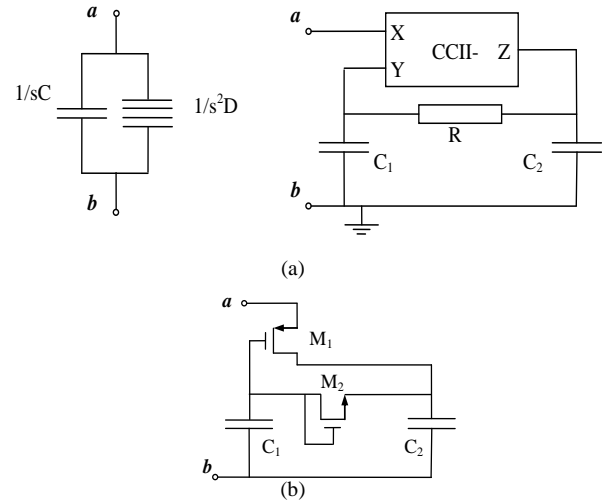 a
1/sC
1/s²D
b
a
X
CCII-
Z
Y
R
C₁
C₂
b
(a)
a
M₁
M₂
C₁
C₂
b
(b)